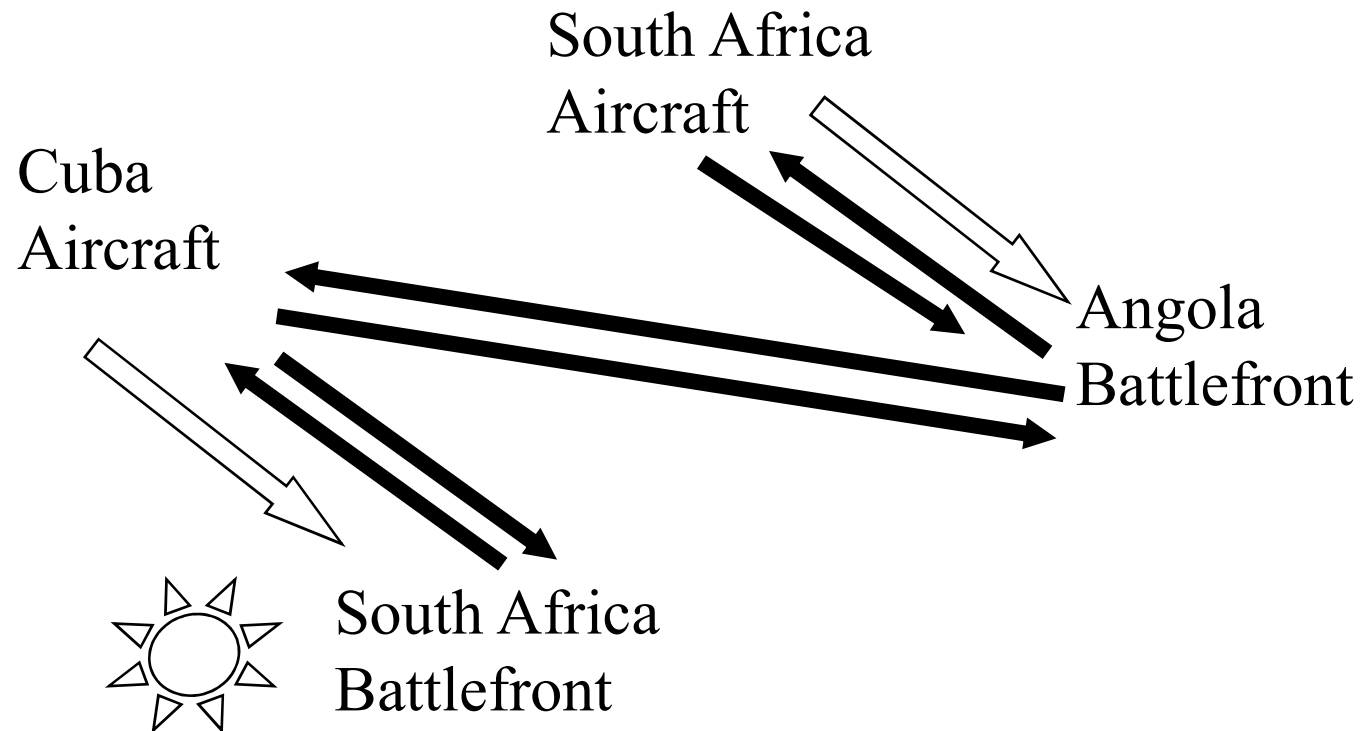 South Africa
Aircraft
Cuba
Aircraft
Angola
Battlefront
South Africa
Battlefront